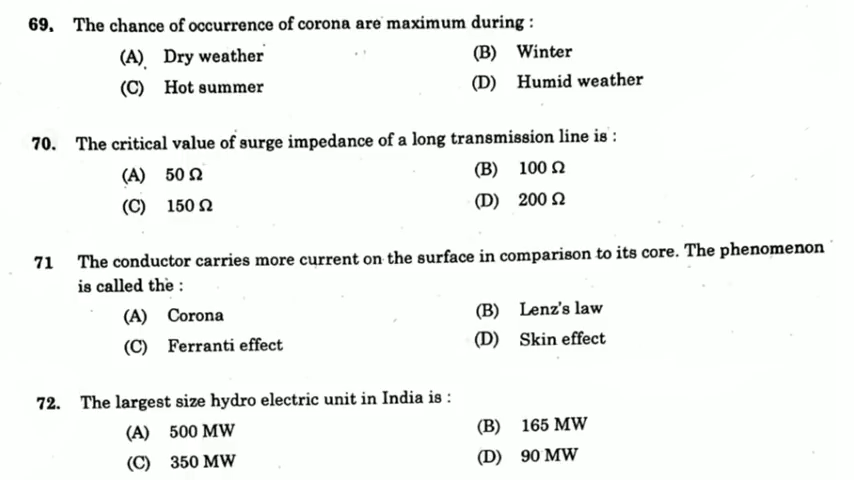 69. The chance of occurrence of corona are maximum during :
(A) Dry weather (B) Winter
(C) Hot summer (D) Humid weather
70. The critical value of surge impedance of a long transmission line is :
(A) 50 Ω (B) 100 Ω
(C) 150 Ω (D) 200 Ω
71 The conductor carries more current on the surface in comparison to its core. The phenomenon
is called the :
(A) Corona (B) Lenz's law
(C) Ferranti effect (D) Skin effect
72. The largest size hydro electric unit in India is :
(A) 500 MW (B) 165 MW
(C) 350 MW (D) 90 MW